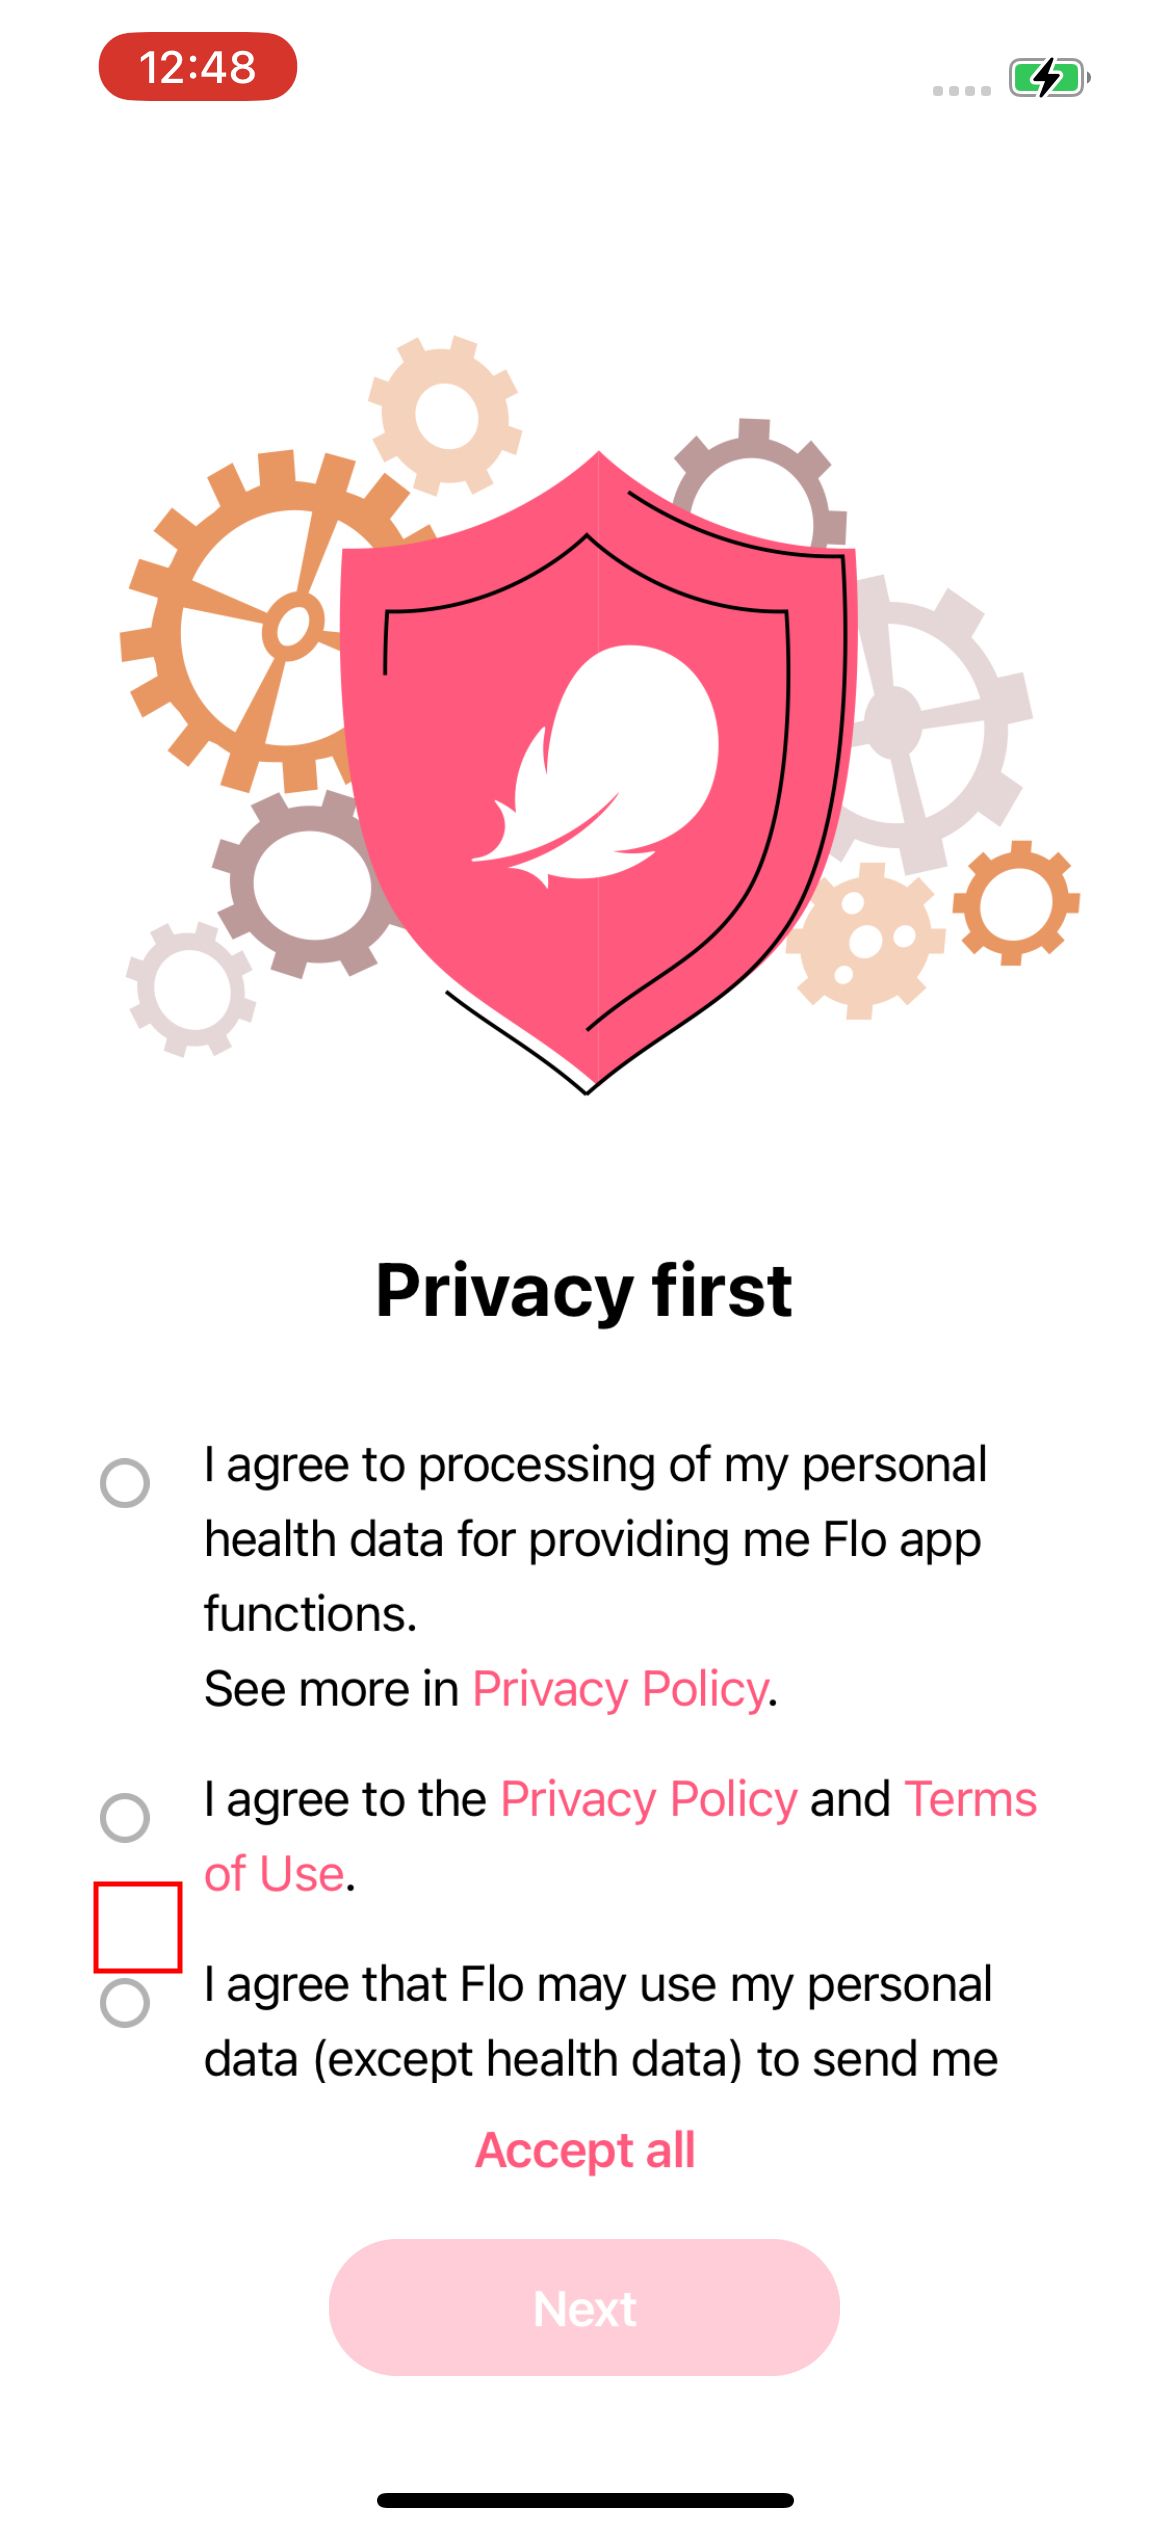 12:48
Privacy first
I agree to processing of my personal
health data for providing me Flo app
functions.
See more in Privacy Policy.
I agree to the Privacy Policy and Terms
of Use.
I agree that Flo may use my personal
data (except health data) to send me
Accept all
Next